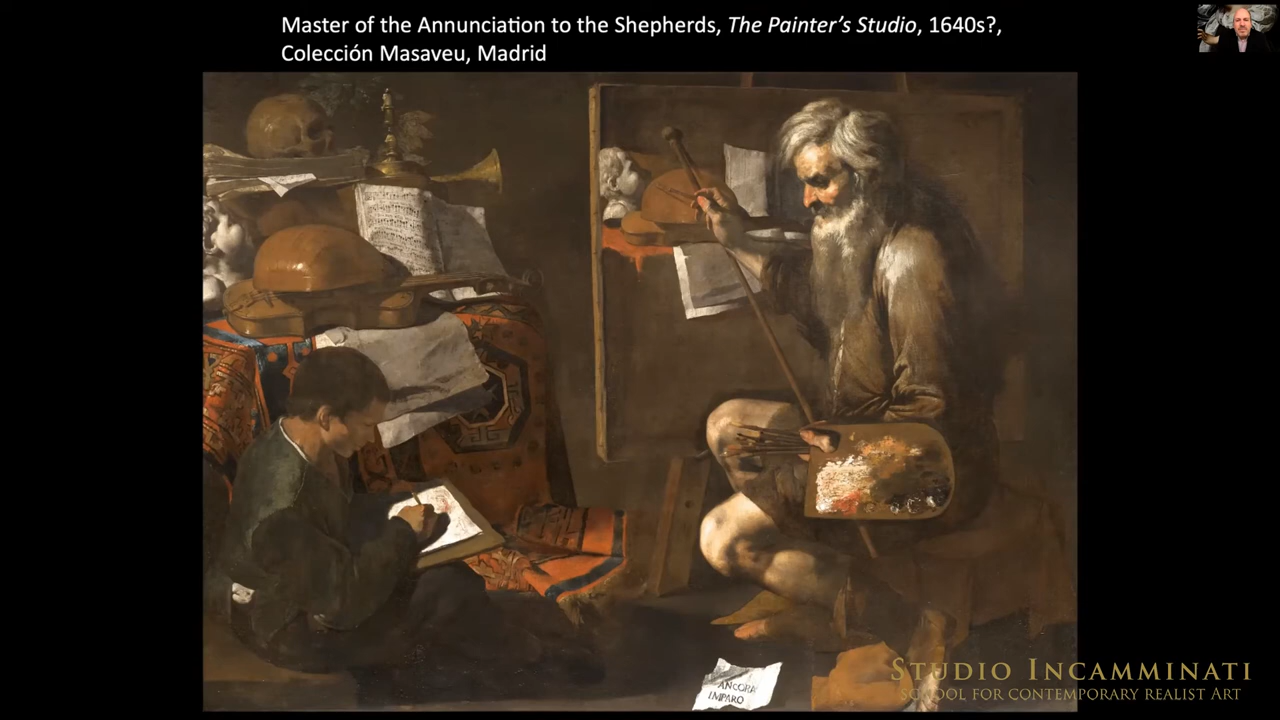 Master of the Annunciation to the Shepherds, The Painter's Studio, 1640s?,
Colección Masaveu, Madrid
ANCORA
IMPARO
STUDIO INCAMMINATI
SCHOOL FOR CONTEMPORARY REALIST ART